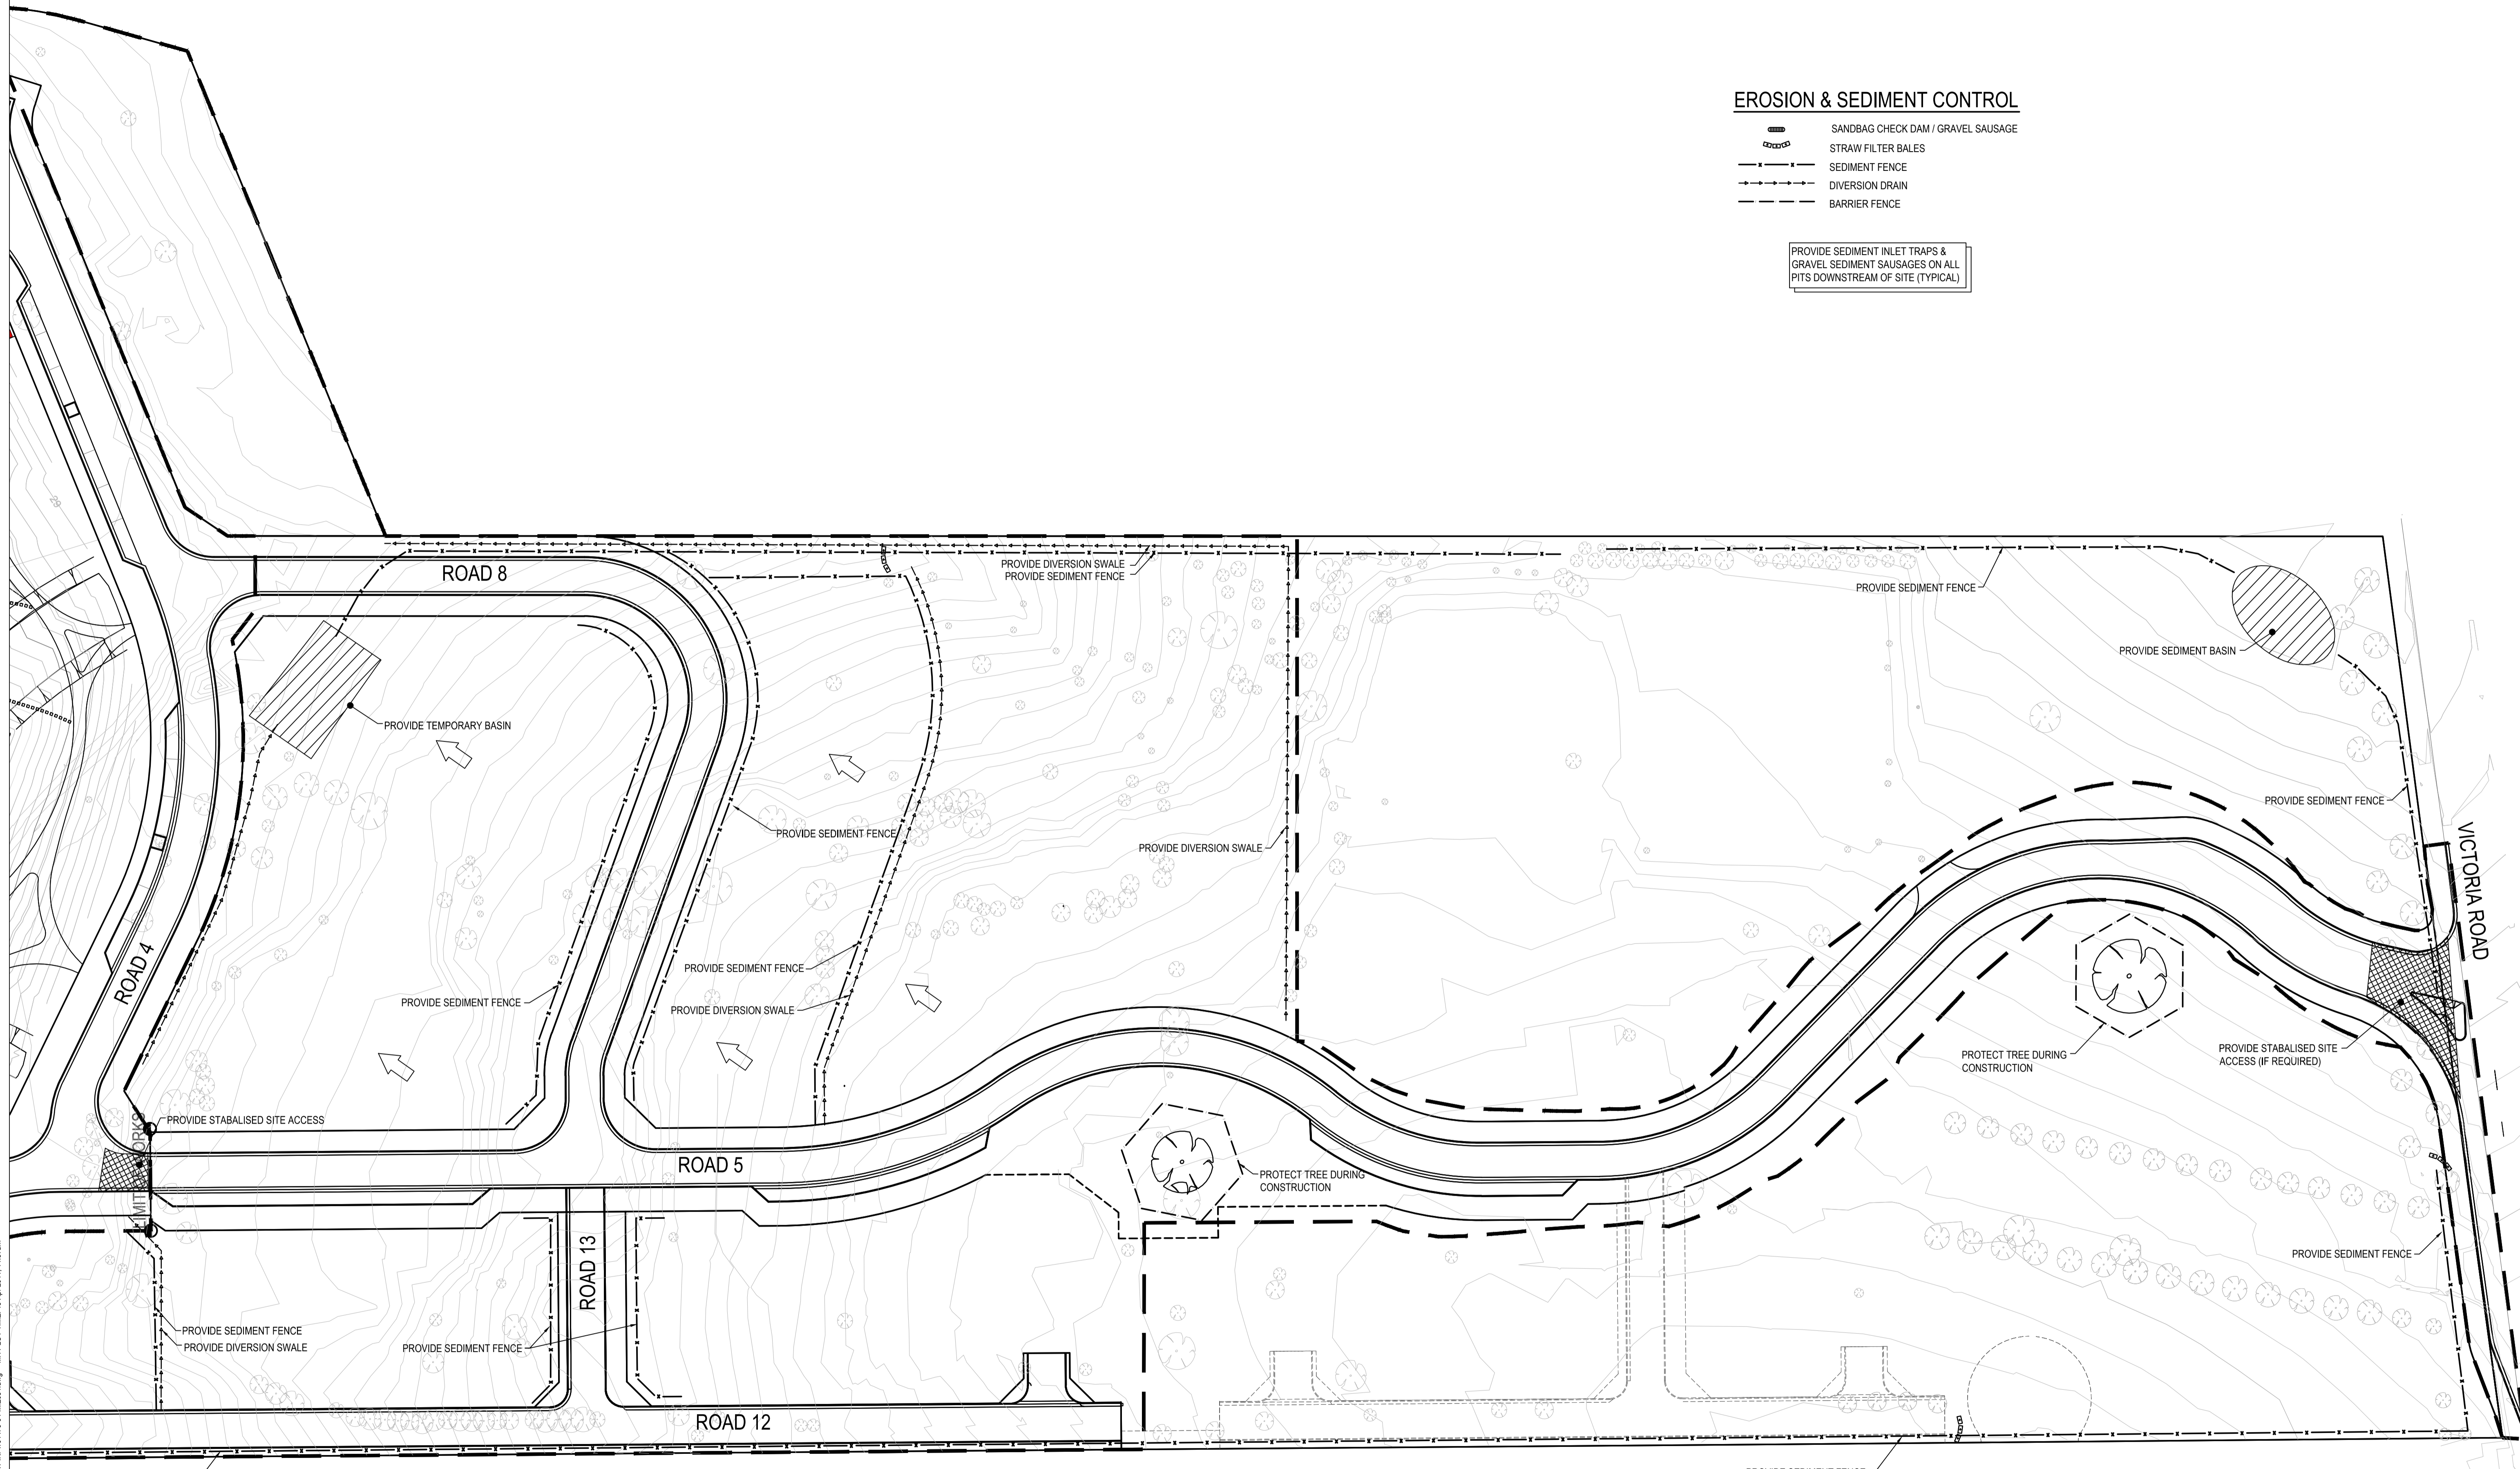 EROSION & SEDIMENT CONTROL
SANDBAG CHECK DAM / GRAVEL SAUSAGE
STRAW FILTER BALES
SEDIMENT FENCE
DIVERSION DRAIN
BARRIER FENCE
PROVIDE SEDIMENT INLET TRAPS &
GRAVEL SEDIMENT SAUSAGES ON ALL
PITS DOWNSTREAM OF SITE (TYPICAL)
29
ROAD 8
PROVIDE DIVERSION SWALE
PROVIDE SEDIMENT FENCE
PROVIDE SEDIMENT FENCE
PROVIDE SEDIMENT BASIN
PROVIDE TEMPORARY BASIN
PROVIDE SEDIMENT FENCE
PROVIDE SEDIMENT FENCE
PROVIDE DIVERSION SWALE
VICTORIA ROAD
ROAD 4
PROVIDE SEDIMENT FENCE
PROVIDE SEDIMENT FENCE
PROVIDE DIVERSION SWALE
PROTECT TREE DURING
CONSTRUCTION
PROVIDE STABALISED SITE
ACCESS (IF REQUIRED)
PROVIDE STABALISED SITE ACCESS
LIMIT OF WORKS
ROAD 5
PROTECT TREE DURING
CONSTRUCTION
ROAD 13
PROVIDE SEDIMENT FENCE
PROVIDE SEDIMENT FENCE
PROVIDE DIVERSION SWALE
PROVIDE SEDIMENT FENCE
ROAD 12